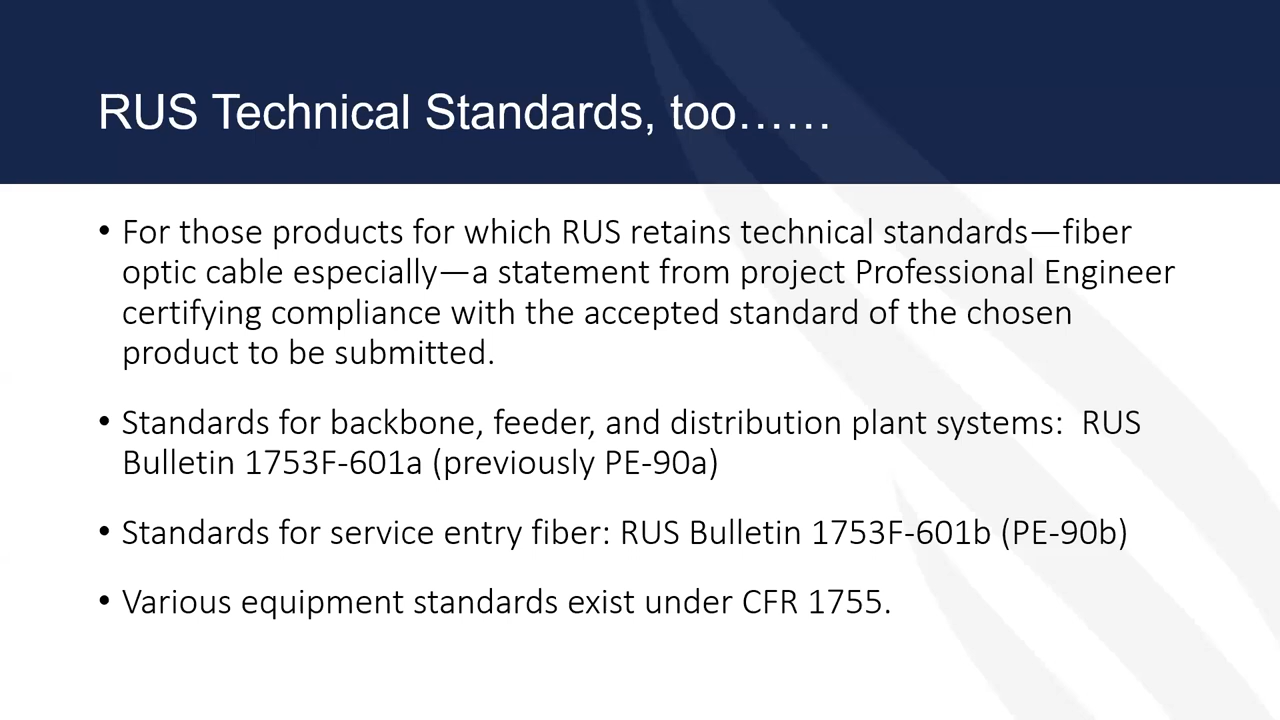 RUS Technical Standards, too……
• For those products for which RUS retains technical standards—fiber
optic cable especially—a statement from project Professional Engineer
certifying compliance with the accepted standard of the chosen
product to be submitted.
• Standards for backbone, feeder, and distribution plant systems:  RUS
Bulletin 1753F-601a (previously PE-90a)
• Standards for service entry fiber: RUS Bulletin 1753F-601b (PE-90b)
• Various equipment standards exist under CFR 1755.